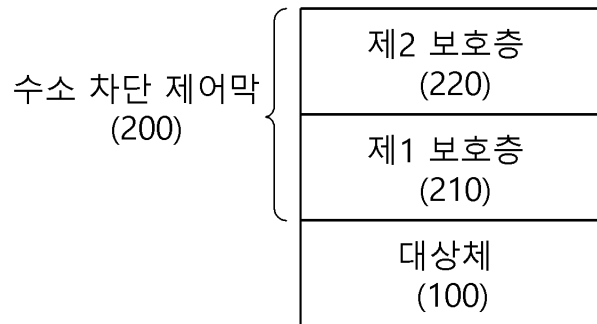 수소 차단 제어막
(200)
제2 보호층
(220)
제1 보호층
(210)
대상체
(100)